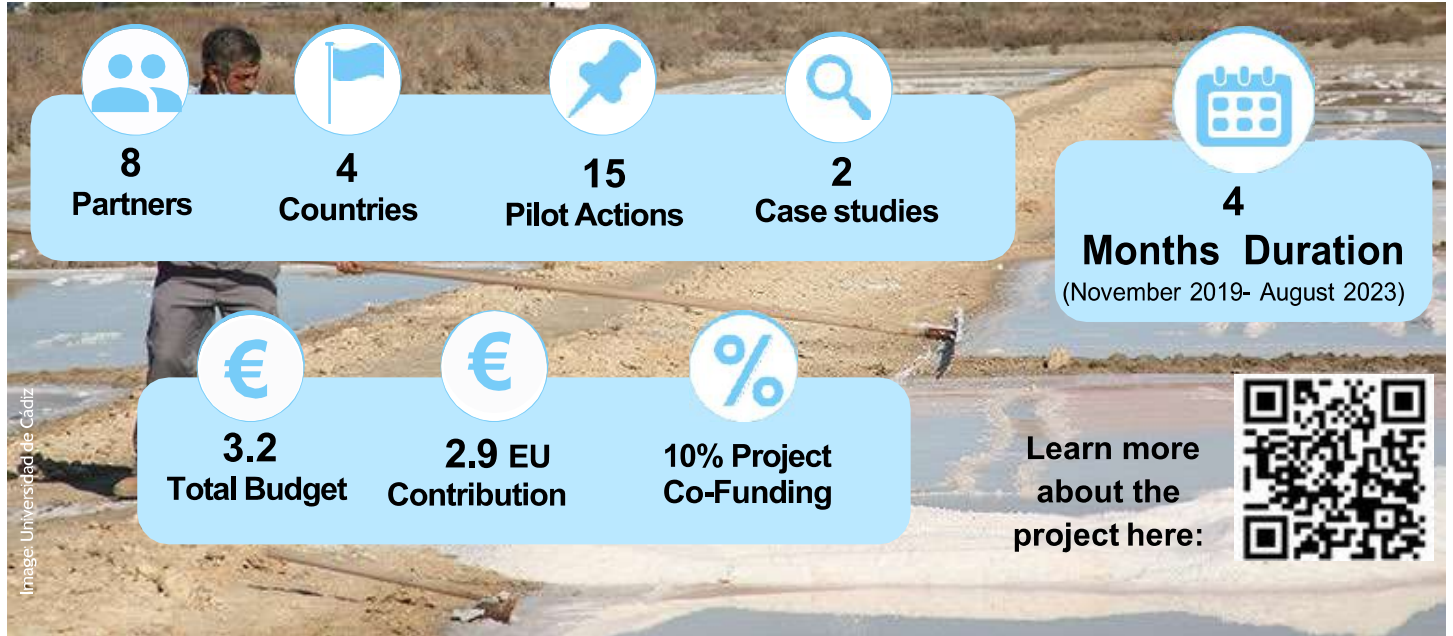 8
Partners
4
Countries
15
Pilot Actions
2
Case studies
4
Months Duration
(November 2019- August 2023)
€
3.2
Total Budget
€
2.9 EU
Contribution
%
10% Project
Co-Funding
Learn more
about the
project here:
Image: Universidad de Cádiz